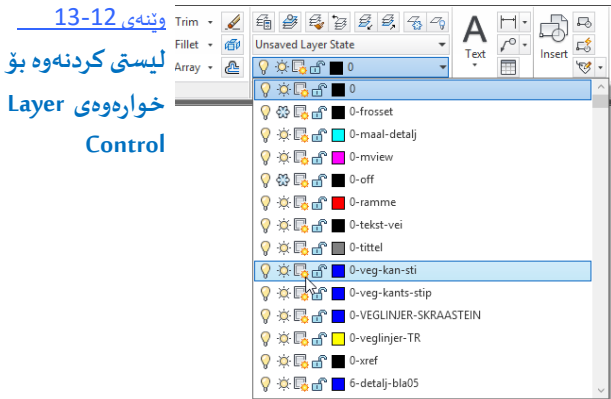 وێنەی 12-13
لیستی کردنەوە بۆ
خوارەوەی Layer
Control
Trim
Fillet
Array
Unsaved Layer State
0
Text
Insert
0
0-frosset
0-maal-detalj
0-mview
0-off
0-ramme
0-tekst-vei
0-tittel
0-veg-kan-sti
0-veg-kants-stip
0-VEGLINJER-SKRAASTEIN
0-veglinjer-TR
0-xref
6-detalj-bla05